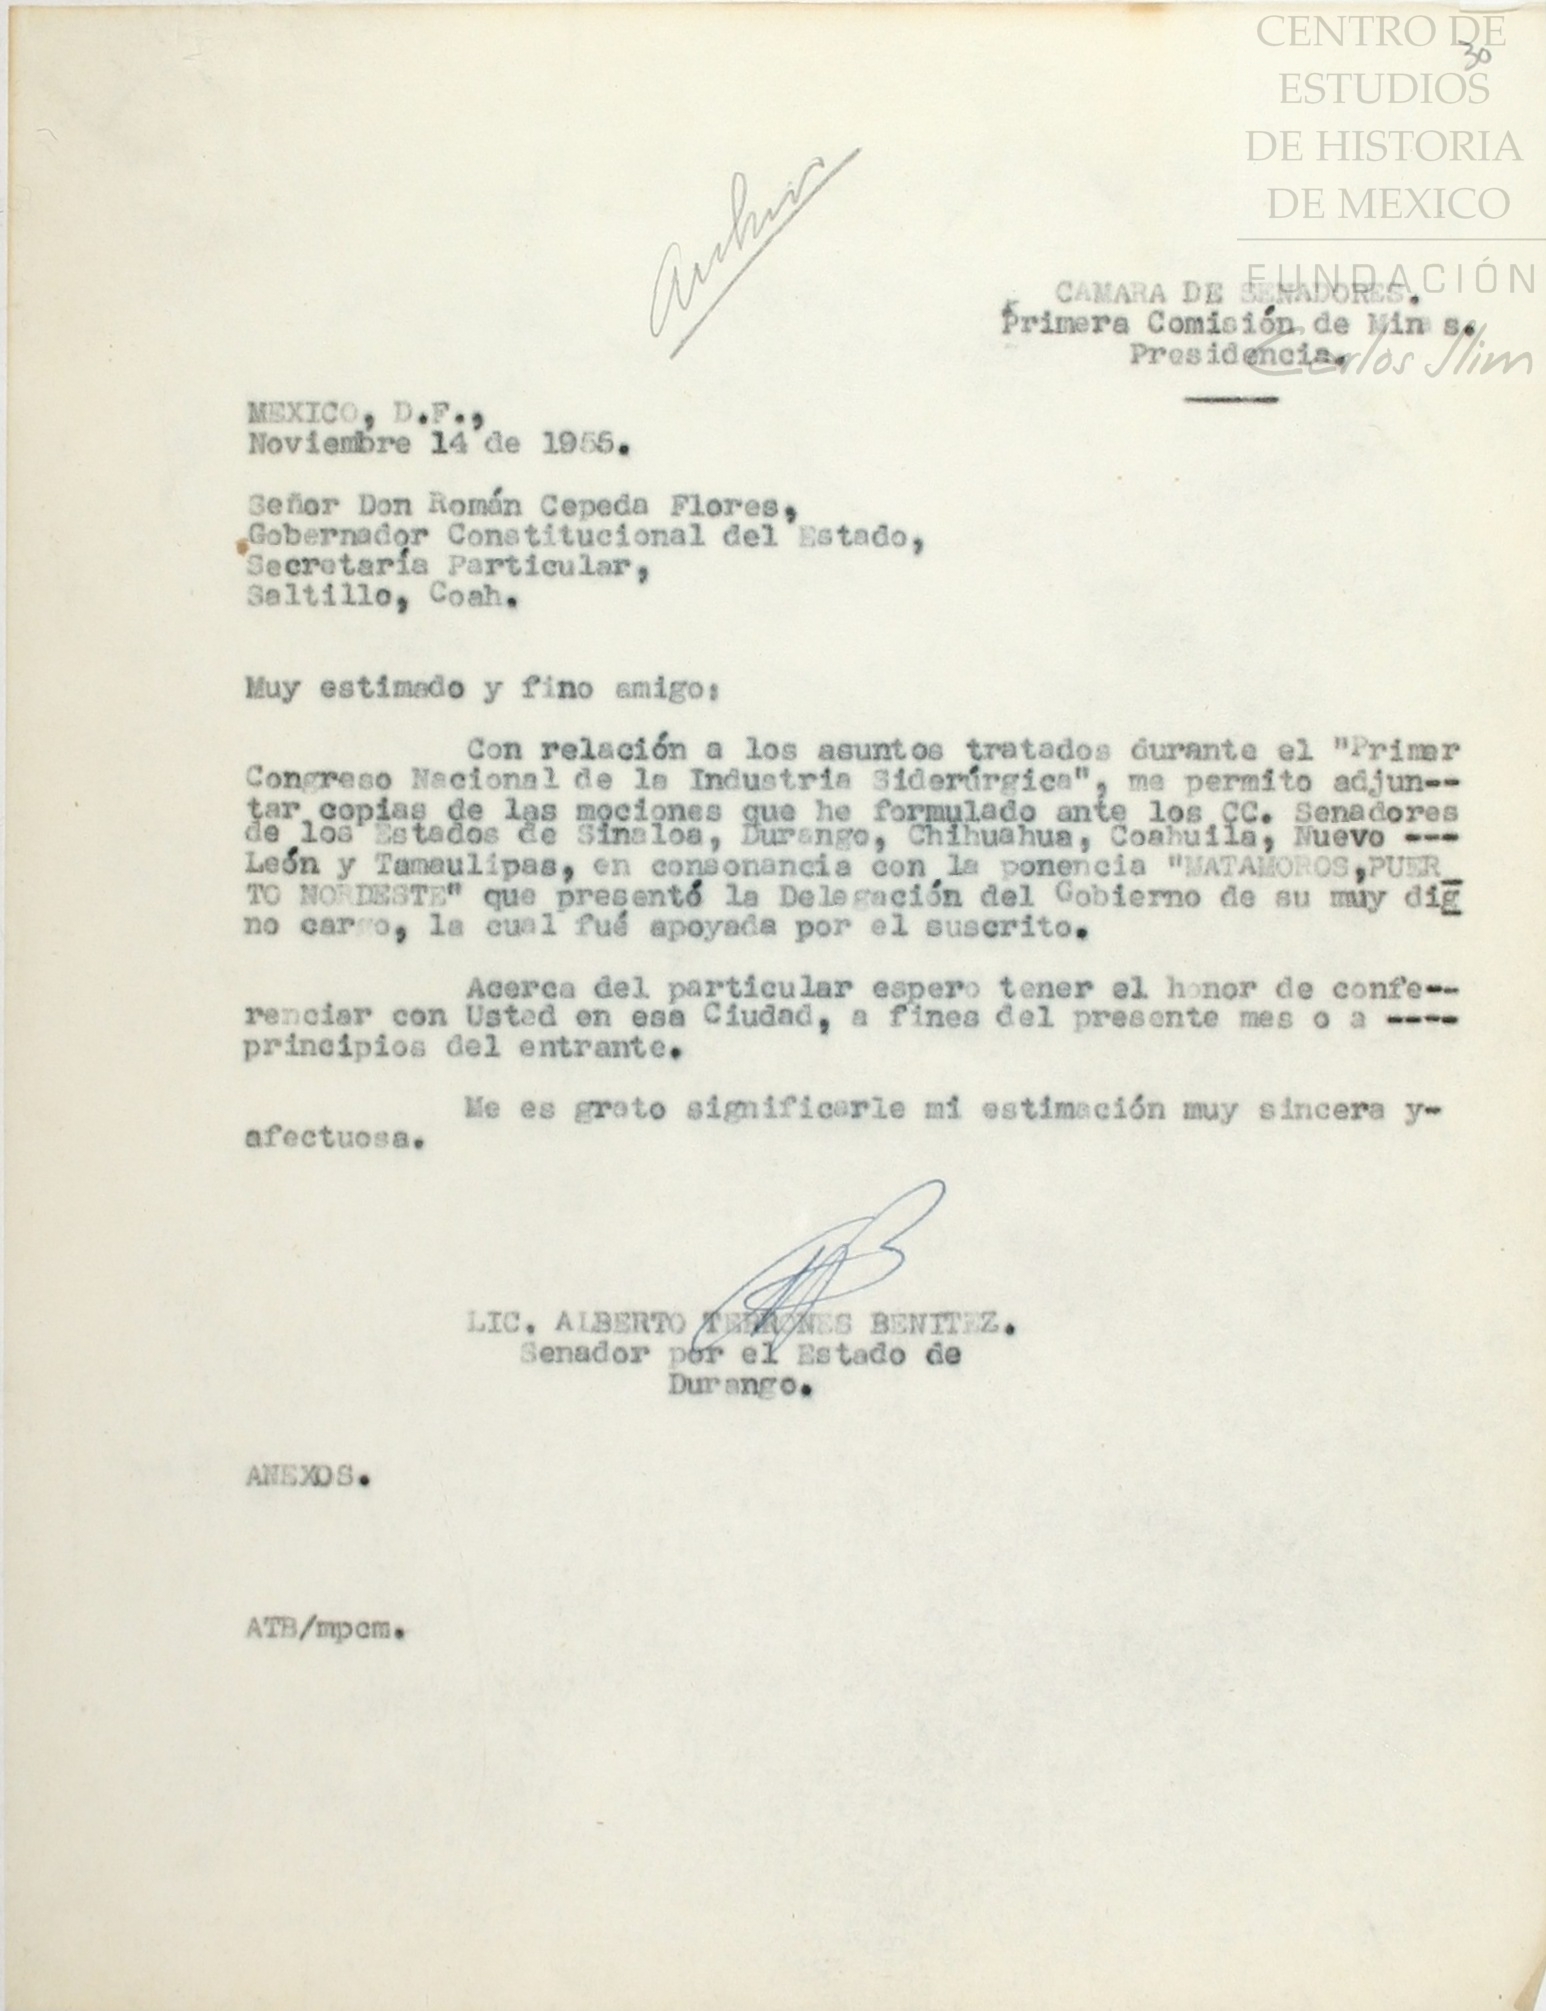 CENTRO DE
30
ESTUDIOS
DE HISTORIA
DE MEXICO
FUNDACIÓN
Carlos Slim
Archivo
CAMARA DE SENADORES.
Primera Comisión de Minas.
Presidencia.
MEXICO, D.F.,
Noviembre 14 de 1955.
Señor Don Román Cepeda Flores,
Gobernador Constitucional del Estado,
Secretaría Particular,
Saltillo, Coah.
Muy estimado y fino amigo:
Con relación a los asuntos tratados durante el "Primer
Congreso Nacional de la Industria Siderúrgica", me permito adjun--
tar copias de las mociones que he formulado ante los CC. Senadores
de los Estados de Sinaloa, Durango, Chihuahua, Coahuila, Nuevo ---
León y Tamaulipas, en consonancia con la ponencia "MATAMOROS,PUER_
TO NORDESTE" que presentó la Delegación del Gobierno de su muy dig
no cargo, la cual fué apoyada por el suscrito.
Acerca del particular espero tener el honor de confe--
renciar con Usted en esa Ciudad, a fines del presente mes o a ----
principios del entrante.
Me es grato significarle mi estimación muy sincera y-
afectuosa.
LIC. ALBERTO TERRONES BENITEZ.
Senador por el Estado de
Durango.
ANEXOS.
ATB/mpcm.